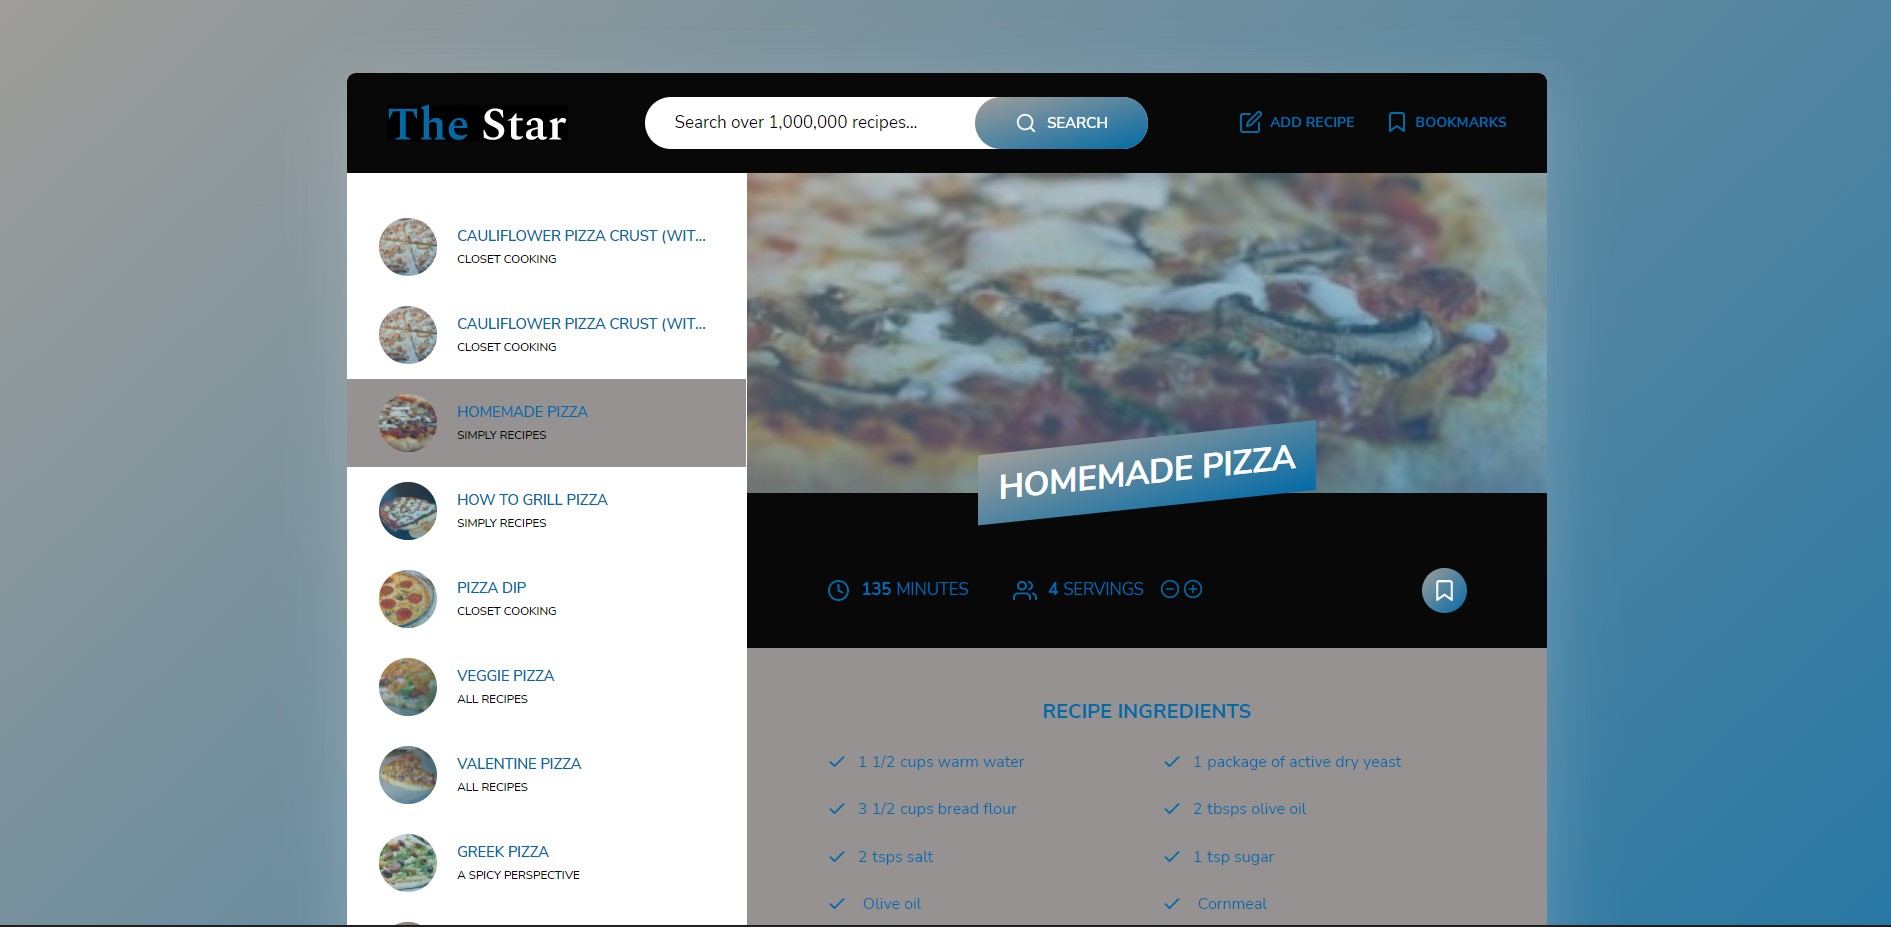 The Star
Search over 1,000,000 recipes...
SEARCH
ADD RECIPE
BOOKMARKS
CAULIFLOWER PIZZA CRUST (WIT...
CLOSET COOKING
CAULIFLOWER PIZZA CRUST (WIT...
CLOSET COOKING
HOMEMADE PIZZA
SIMPLY RECIPES
HOW TO GRILL PIZZA
SIMPLY RECIPES
PIZZA DIP
CLOSET COOKING
VEGGIE PIZZA
ALL RECIPES
VALENTINE PIZZA
ALL RECIPES
GREEK PIZZA
A SPICY PERSPECTIVE
HOMEMADE PIZZA
135 MINUTES
4 SERVINGS
RECIPE INGREDIENTS
1 1/2 cups warm water
1 package of active dry yeast
3 1/2 cups bread flour
2 tbsps olive oil
2 tsps salt
1 tsp sugar
Olive oil
Cornmeal